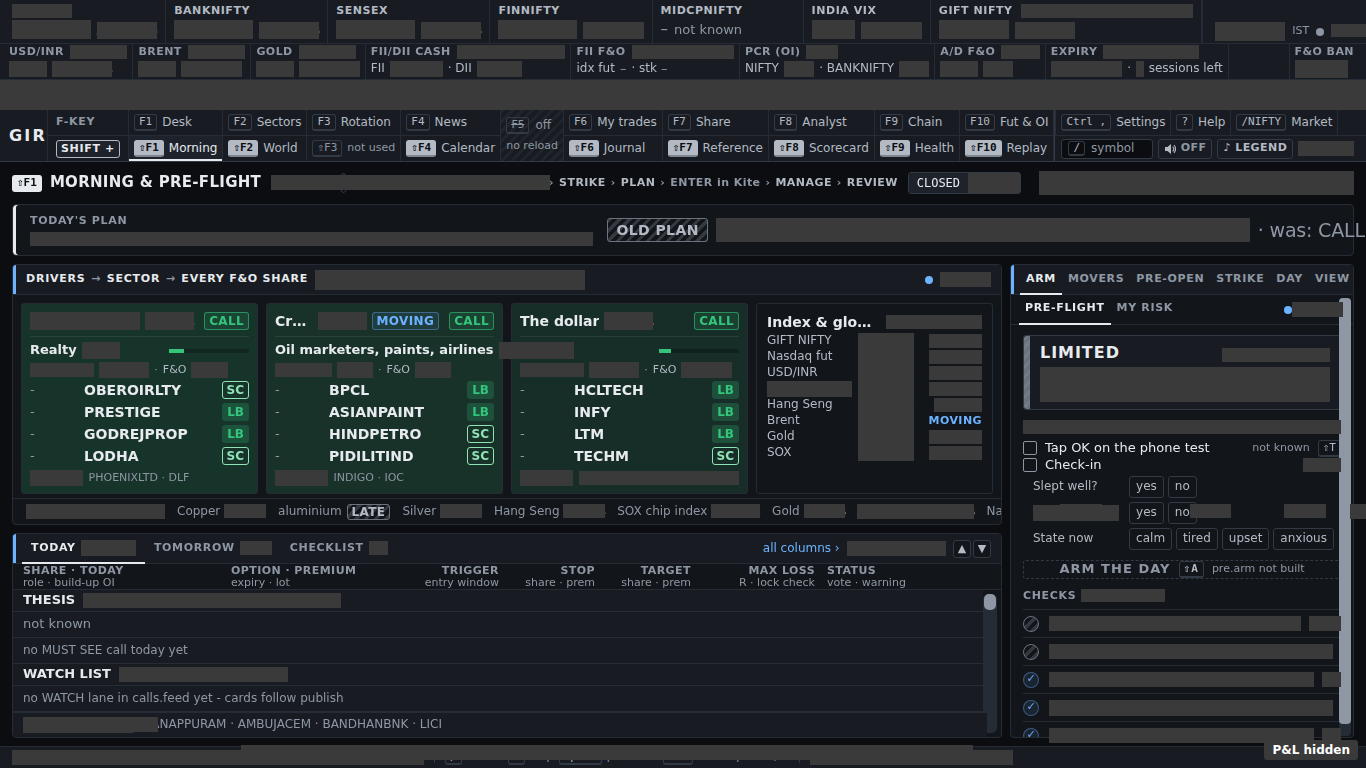 BANKNIFTY SENSEX FINNIFTY MIDCPNIFTY INDIA VIX GIFT NIFTY
– not known IST
USD/INR BRENT GOLD FII/DII CASH FII F&O PCR (OI) A/D F&O EXPIRY F&O BAN
FII · DII idx fut – · stk – NIFTY · BANKNIFTY · sessions left
F-KEY F1 Desk F2 Sectors F3 Rotation F4 News F5 off F6 My trades F7 Share F8 Analyst F9 Chain F10 Fut & OI Ctrl , Settings ? Help /NIFTY Market
GIR
SHIFT + ⇧F1 Morning ⇧F2 World ⇧F3 not used ⇧F4 Calendar no reload ⇧F6 Journal ⇧F7 Reference ⇧F8 Scorecard ⇧F9 Health ⇧F10 Replay / symbol OFF ♪ LEGEND
⇧F1 MORNING & PRE-FLIGHT › STRIKE › PLAN › ENTER in Kite › MANAGE › REVIEW CLOSED
TODAY'S PLAN
OLD PLAN · was: CALL
DRIVERS → SECTOR → EVERY F&O SHARE
CALL
Realty
· F&O
- OBEROIRLTY SC
- PRESTIGE LB
- GODREJPROP LB
- LODHA SC
PHOENIXLTD · DLF
Cr… MOVING CALL
Oil marketers, paints, airlines
· F&O
- BPCL LB
- ASIANPAINT LB
- HINDPETRO SC
- PIDILITIND SC
INDIGO · IOC
The dollar CALL
· F&O
- HCLTECH LB
- INFY LB
- LTM LB
- TECHM SC
Index & glo…
GIFT NIFTY
Nasdaq fut
USD/INR
Hang Seng
Brent MOVING
Gold
SOX
Copper aluminium LATE Silver Hang Seng SOX chip index Gold Na
TODAY TOMORROW CHECKLIST all columns › ▲ ▼
SHARE · TODAY OPTION · PREMIUM TRIGGER STOP TARGET MAX LOSS STATUS
role · build-up OI expiry · lot entry window share · prem share · prem R · lock check vote · warning
THESIS
not known
no MUST SEE call today yet
WATCH LIST
no WATCH lane in calls.feed yet - cards follow publish
NAPPURAM · AMBUJACEM · BANDHANBNK · LICI
ARM MOVERS PRE-OPEN STRIKE DAY VIEW
PRE-FLIGHT MY RISK
LIMITED
Tap OK on the phone test not known ⇧T
Check-in
Slept well? yes no
yes no
State now calm tired upset anxious
ARM THE DAY ⇧A pre.arm not built
CHECKS
P&L hidden